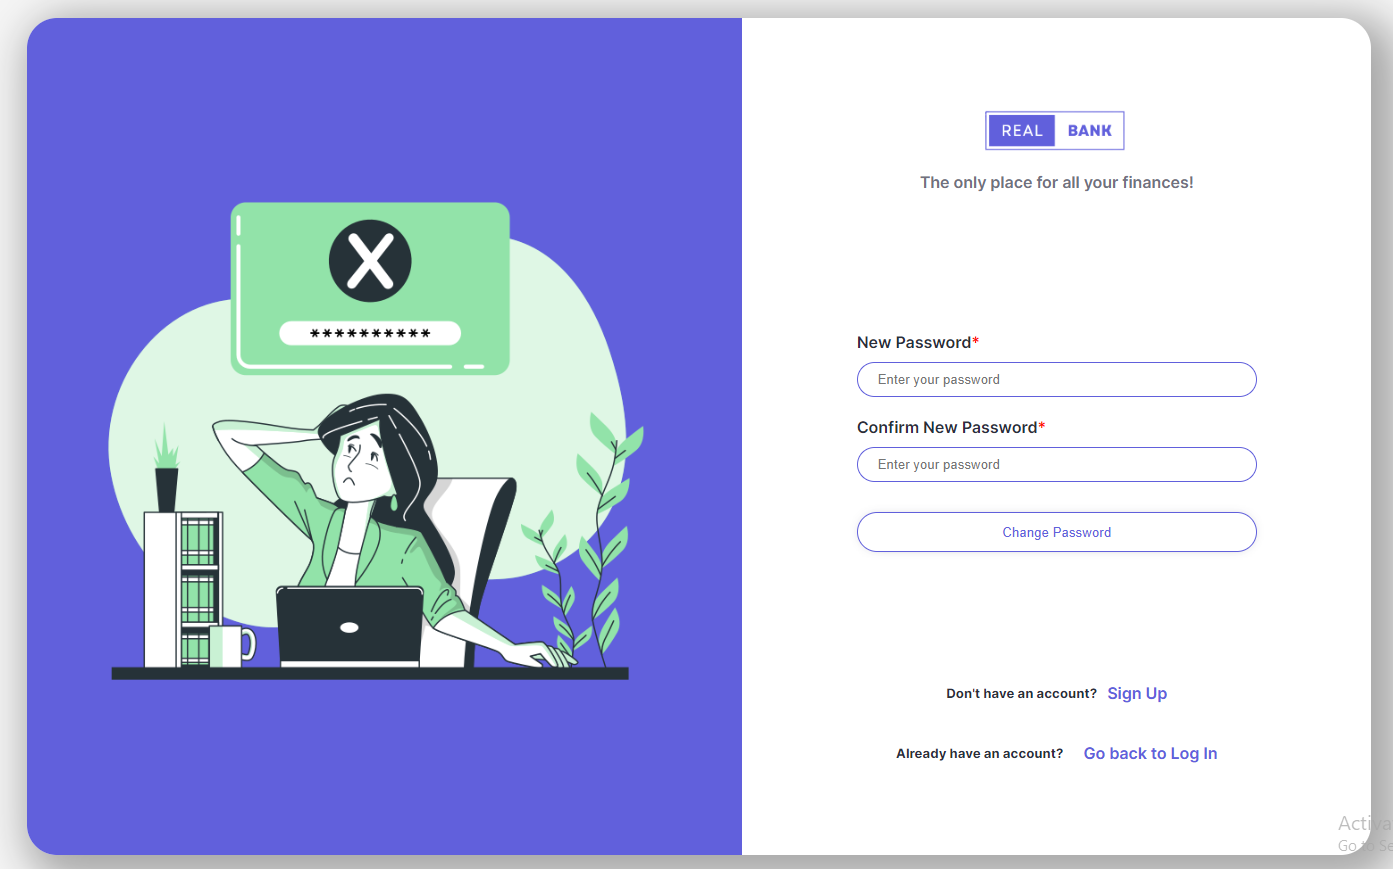 X
**********
REAL BANK
The only place for all your finances!
New Password*
Enter your password
Confirm New Password*
Enter your password
Change Password
Don't have an account? Sign Up
Already have an account? Go back to Log In
Go to